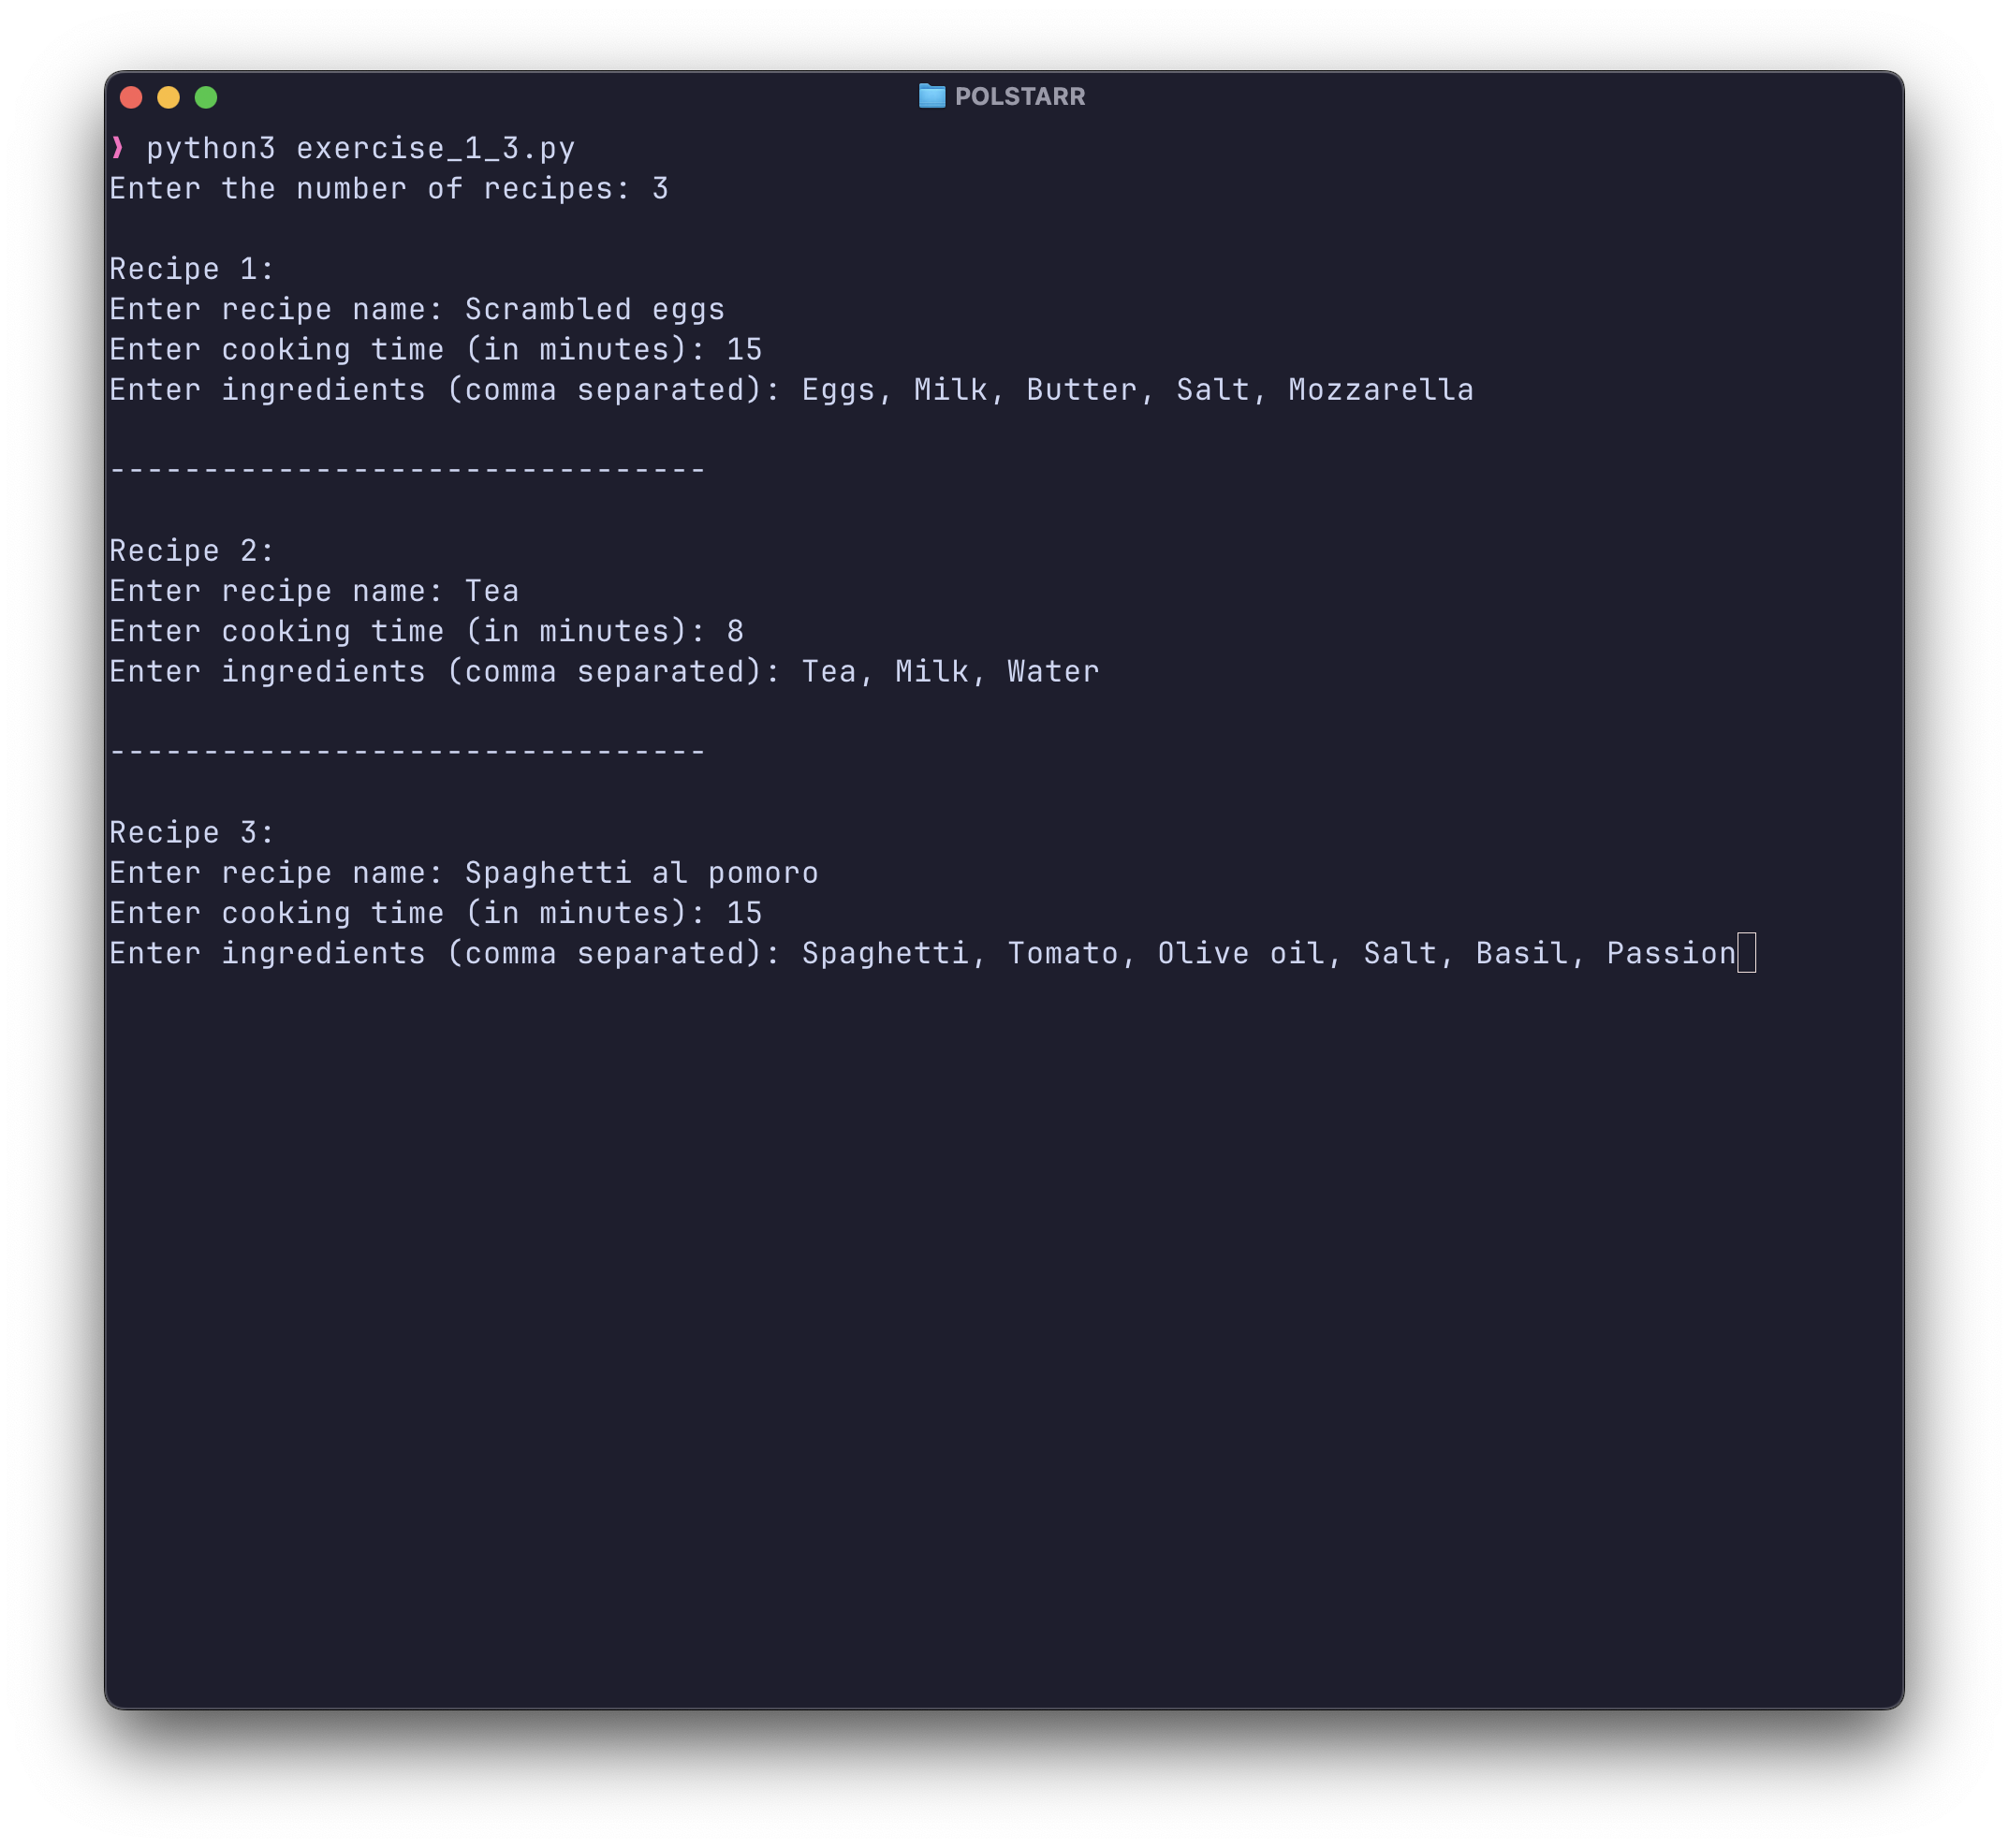 POLSTARR
❯ python3 exercise_1_3.py
Enter the number of recipes: 3
Recipe 1:
Enter recipe name: Scrambled eggs
Enter cooking time (in minutes): 15
Enter ingredients (comma separated): Eggs, Milk, Butter, Salt, Mozzarella
--------------------------------
Recipe 2:
Enter recipe name: Tea
Enter cooking time (in minutes): 8
Enter ingredients (comma separated): Tea, Milk, Water
--------------------------------
Recipe 3:
Enter recipe name: Spaghetti al pomoro
Enter cooking time (in minutes): 15
Enter ingredients (comma separated): Spaghetti, Tomato, Olive oil, Salt, Basil, Passion